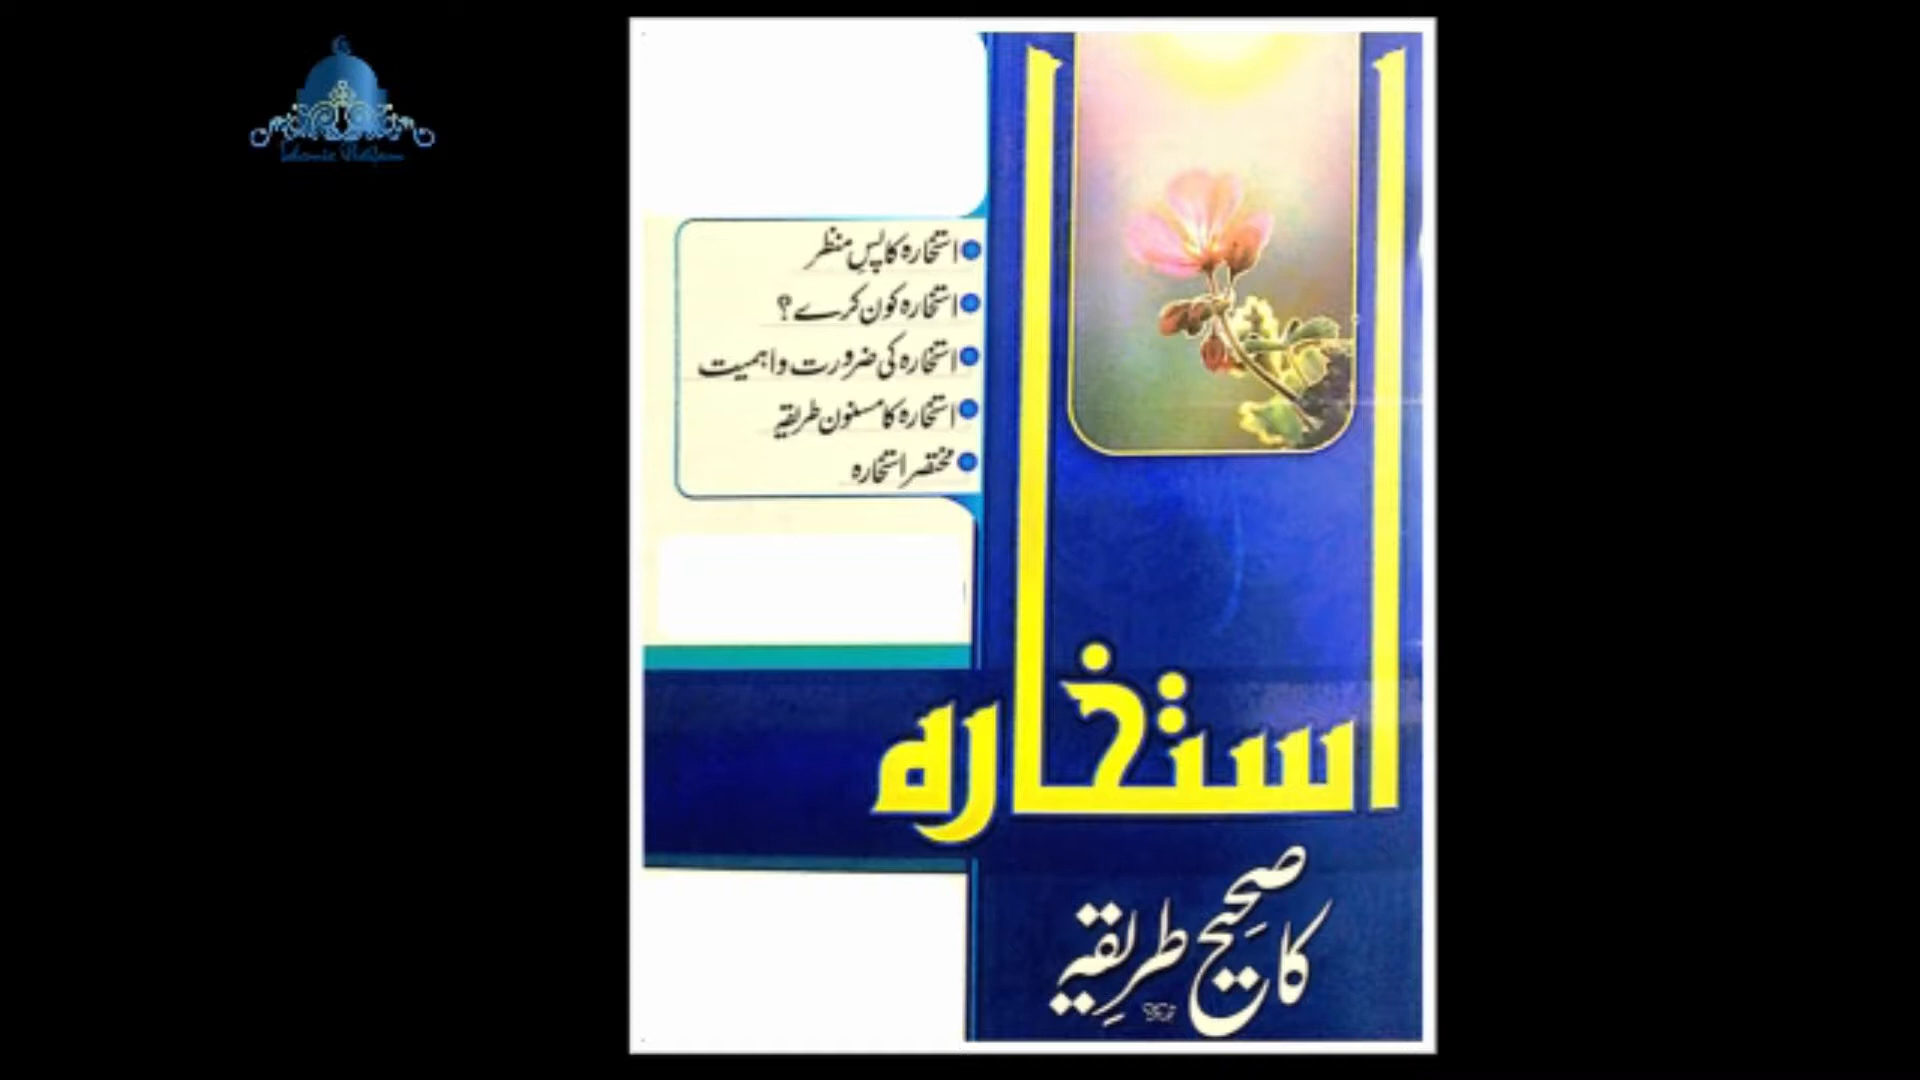 استخارہ کا پسِ منظر
استخارہ کون کرے؟
استخارہ کی ضرورت و اہمیت
استخارہ کا مسنون طریقہ
مختصر استخارہ
استخارہ
کا صحیح طریقہ